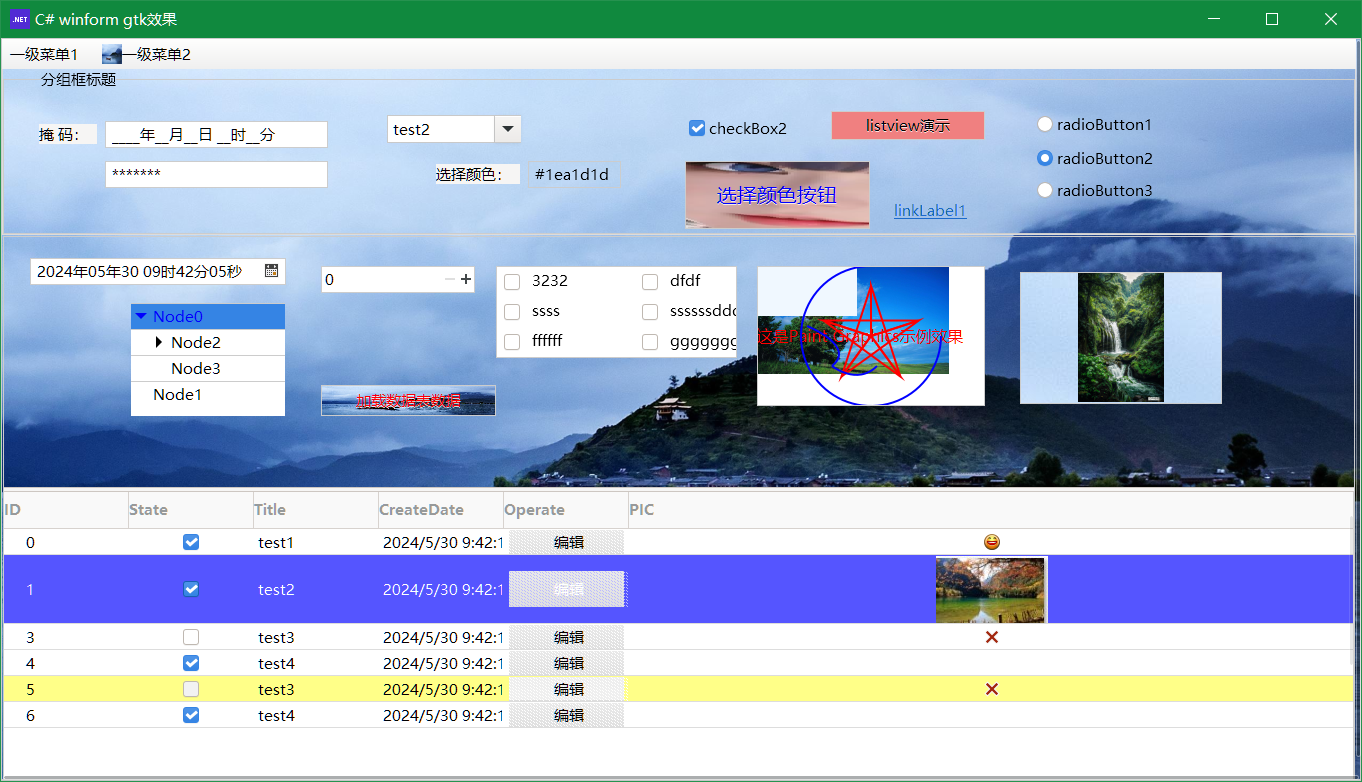 .NET C# winform gtk效果
一级菜单1 一级菜单2
分组框标题
掩 码： ____年__月__日 __时__分
test2
checkBox2
listview演示
radioButton1
*******
选择颜色： #1ea1d1d
选择颜色按钮
linkLabel1
radioButton2
radioButton3
2024年05年30 09时42分05秒
0
3232 dfdf
ssss ssssssddd
ffffff ggggggg
这是Paint Graphics示例效果
Node0
Node2
Node3
Node1
加载数据表数据
ID State Title CreateDate Operate PIC
0 test1 2024/5/30 9:42:1 编辑
1 test2 2024/5/30 9:42:1 编辑
3 test3 2024/5/30 9:42:1 编辑
4 test4 2024/5/30 9:42:1 编辑
5 test3 2024/5/30 9:42:1 编辑
6 test4 2024/5/30 9:42:1 编辑